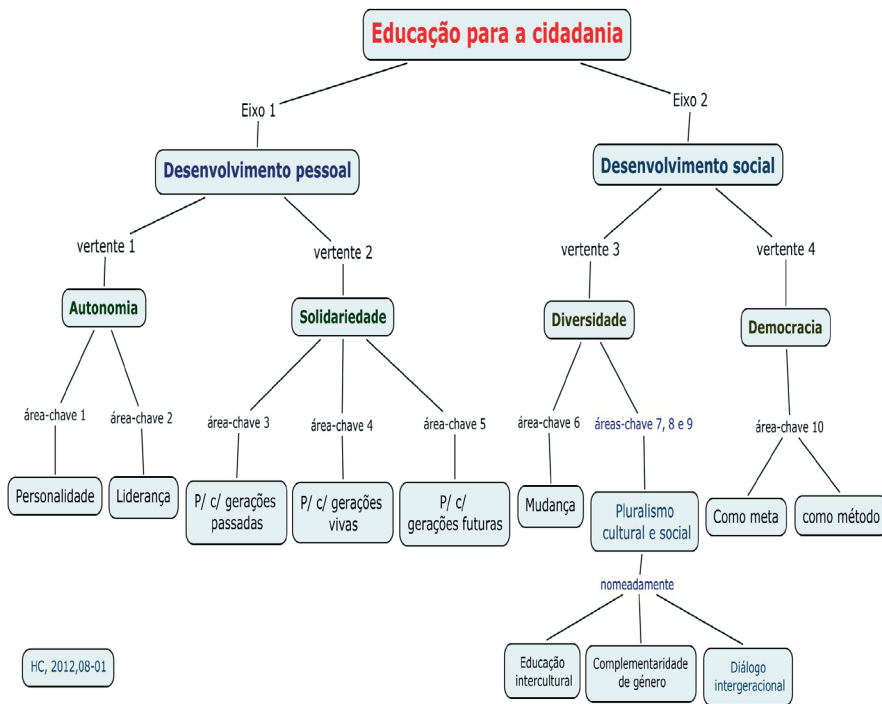 Educação para a cidadania
Eixo 1
Eixo 2
Desenvolvimento pessoal
Desenvolvimento social
vertente 1
vertente 2
vertente 3
vertente 4
Autonomia
Solidariedade
Diversidade
Democracia
área-chave 1
área-chave 2
área-chave 3
área-chave 4
área-chave 5
área-chave 6
áreas-chave 7, 8 e 9
área-chave 10
Personalidade
Liderança
P/ c/ gerações
passadas
P/ c/ gerações
vivas
P/ c/
gerações futuras
Mudança
Pluralismo
cultural e social
Como meta
como método
nomeadamente
Educação
intercultural
Complementaridade
de género
Diálogo
intergeracional
HC, 2012,08-01